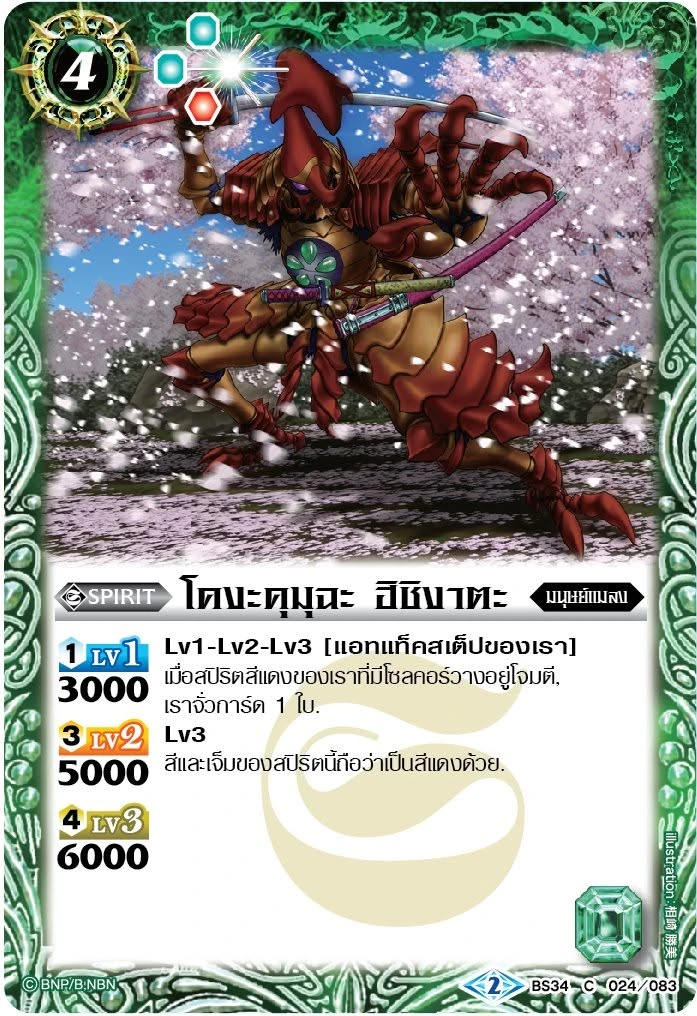 4
SPIRIT โคงะคุมุฉะ ฮิชิงาตะ มนุษย์แมลง
1 LV1
3000
3 LV2
5000
4 LV3
6000
Lv1-Lv2-Lv3 [แอทแท็คสเต็ปของเรา]
เมื่อสปิริตสีแดงของเราที่มีโซลคอร์วางอยู่โจมตี,
เราจั่วการ์ด 1 ใบ.
Lv3
สีและเจ็มของสปิริตนี้ถือว่าเป็นสีแดงด้วย.
illustration:相崎 勝美
©BNP/B,NBN
2 BS34 C 024/083